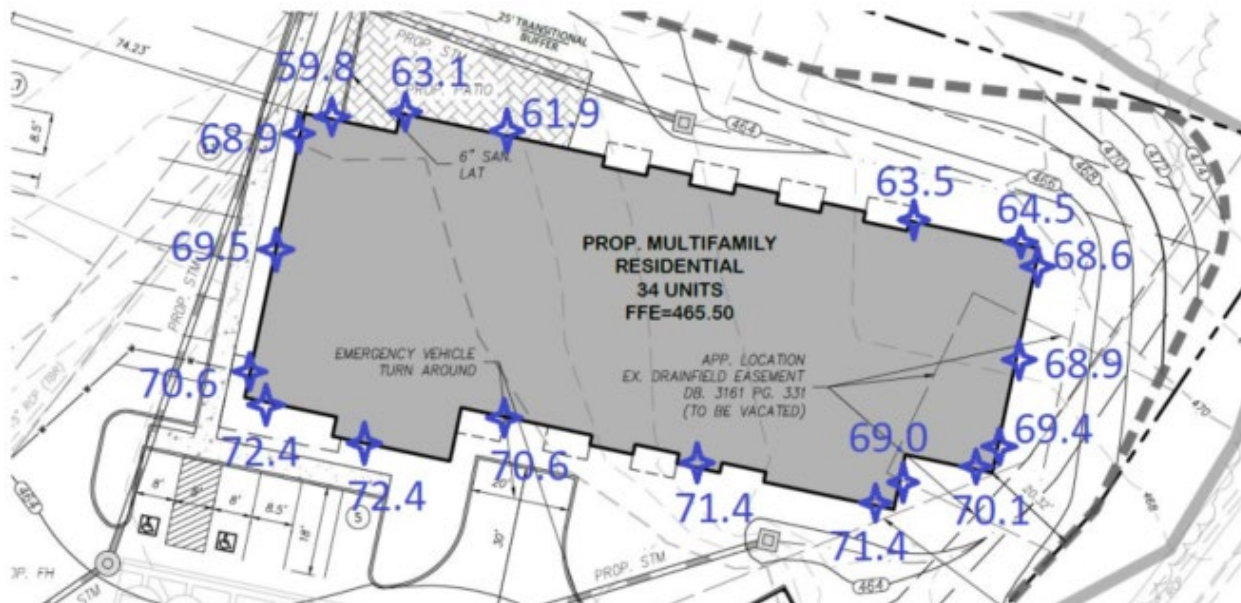 25' TRANSITIONAL
BUFFER
74.23'
PROP. STM
59.8
63.1
PROP. PATIO
61.9
464
470
472
474
8.5'
68.9
6" SAN.
LAT
468
466
63.5
64.5
69.5
PROP. MULTIFAMILY
RESIDENTIAL
34 UNITS
FFE=465.50
68.6
PROP. STM
EMERGENCY VEHICLE
TURN AROUND
APP. LOCATION
EX. DRAINFIELD EASEMENT
DB. 3161 PG. 331
(TO BE VACATED)
68.9
70.6
470
72.4
72.4
70.6
69.0
69.4
71.4
70.1
71.4
20.32'
468
464
8'
8'
8'
8.5'
18'
5
20'
30'
PROP. STM
464
STM